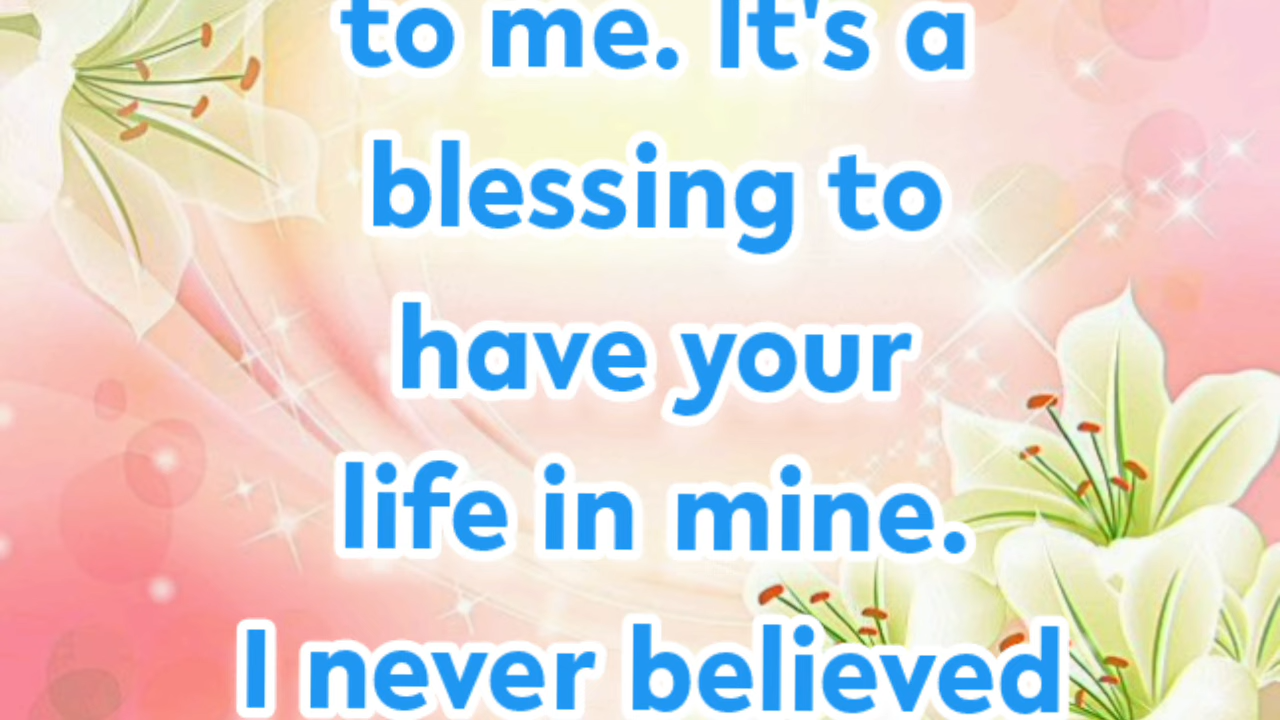 to me. It's a
blessing to
have your
life in mine.
I never believed